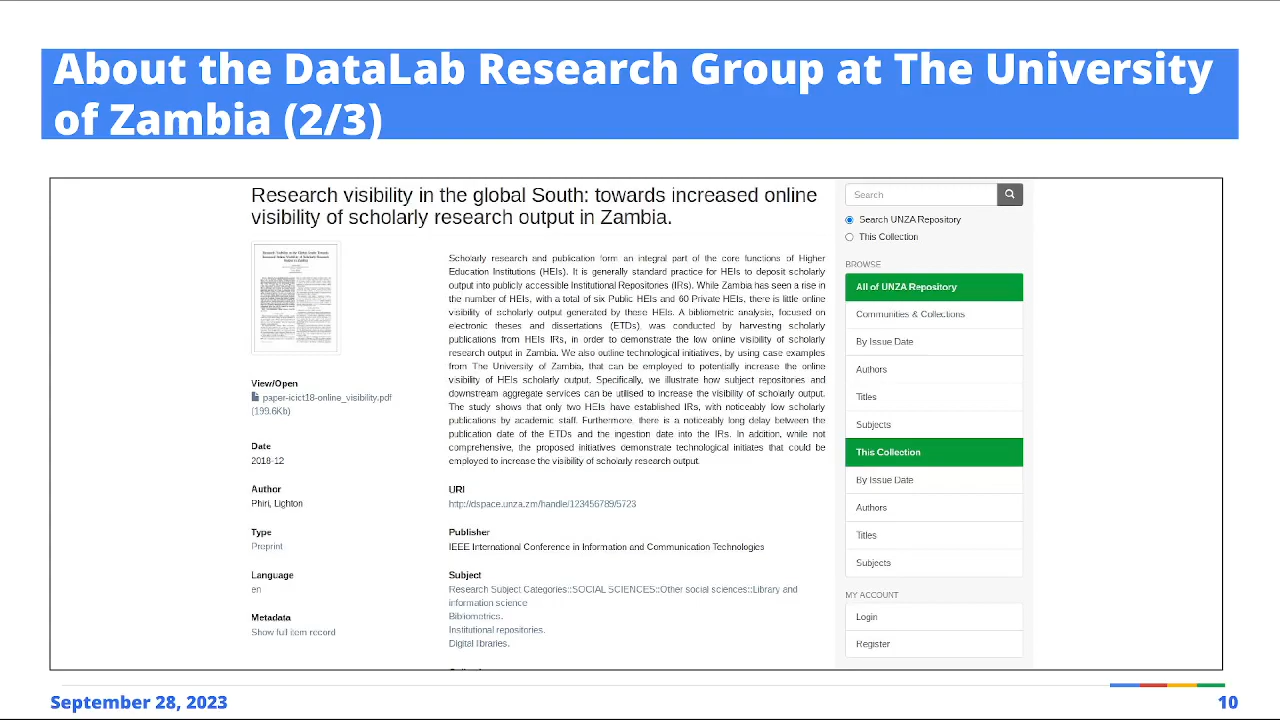 About the DataLab Research Group at The University
of Zambia (2/3)
Research visibility in the global South: towards increased online
visibility of scholarly research output in Zambia.
Scholarly research and publication form an integral part of the core functions of Higher
Education Institutions (HEIs). It is generally standard practice for HEIs to deposit scholarly
output into publicly accessible Institutional Repositories (IRs). While Zambia has seen a rise in
the number of HEIs, with now six Public HEIs and 60 Private HEIs, there is little online
visibility of scholarly output generated by these HEIs. A bibliometric analysis, focused on
electronic theses and dissertations (ETDs), was conducted by harvesting scholarly
publications from HEIs IRs, in order to demonstrate the low online visibility of scholarly
research output in Zambia. We also outline technological initiatives, by using case examples
from The University of Zambia, that can be employed to potentially increase the online
visibility of HEIs scholarly output. Specifically, we illustrate how subject repositories and
downstream aggregate services can be utilised to increase the visibility of scholarly output.
The study shows that only two HEIs have established IRs, with noticeably low scholarly
publications by academic staff. Furthermore, there is a noticeably long delay between the
publication date of the ETDs and the ingestion date into the IRs. In addition, while not
comprehensive, the proposed initiatives demonstrate technological initiates that could be
employed to increase the visibility of scholarly research output.
View/Open
paper-icict18-online_visibility.pdf
(199.6Kb)
Date
2018-12
Author
Phiri, Lighton
Type
Preprint
Language
en
Metadata
Show full item record
URI
http://dspace.unza.zm/handle/123456789/5723
Publisher
IEEE International Conference in Information and Communication Technologies
Subject
Research Subject Categories::SOCIAL SCIENCES::Other social sciences::Library and
information science
Bibliometrics.
Institutional repositories.
Digital libraries.
Search
Search UNZA Repository
This Collection
BROWSE
All of UNZA Repository
Communities & Collections
By Issue Date
Authors
Titles
Subjects
This Collection
By Issue Date
Authors
Titles
Subjects
MY ACCOUNT
Login
Register
September 28, 2023
10